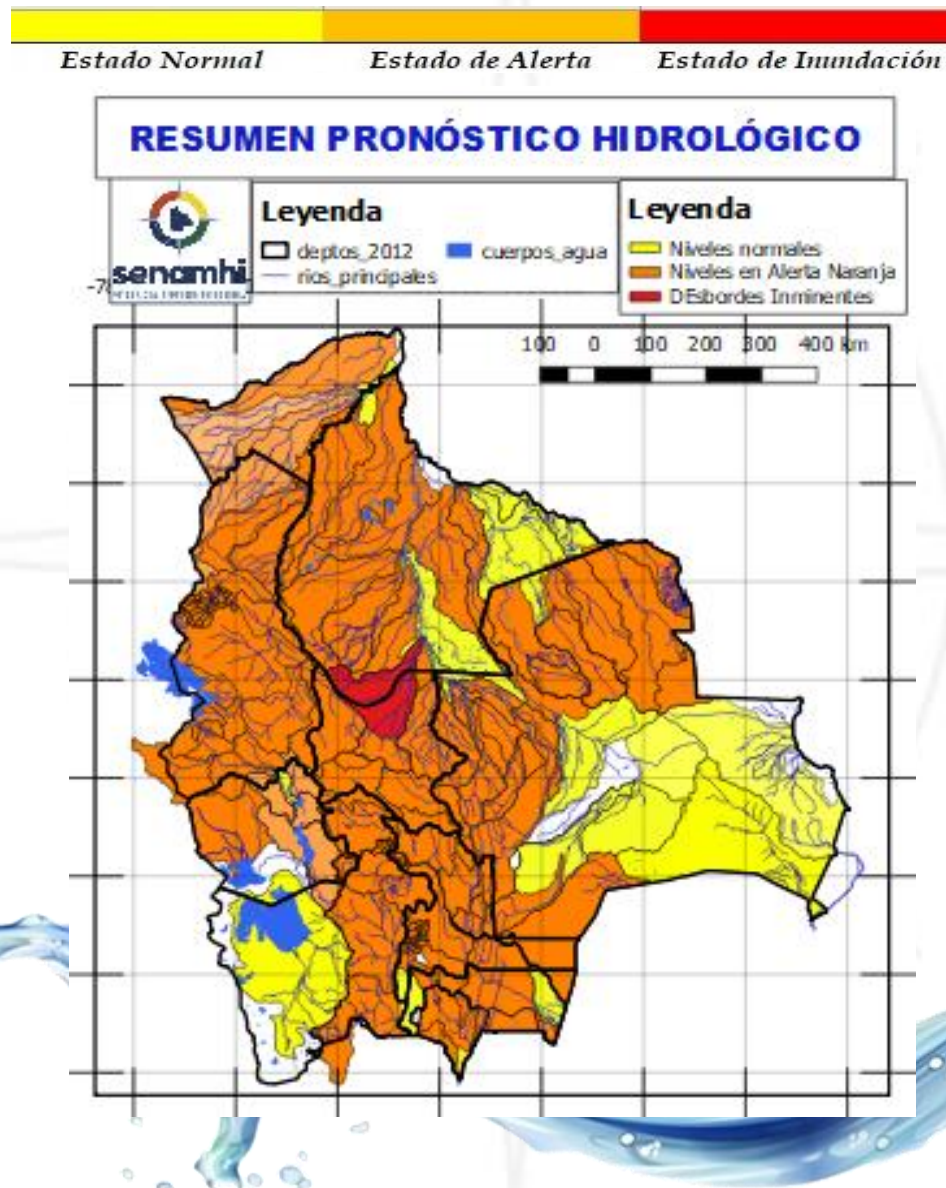 Estado Normal Estado de Alerta Estado de Inundación
RESUMEN PRONÓSTICO HIDROLÓGICO
senamhi
Leyenda
deptos_2012 cuerpos_agua
rios_principales
Leyenda
Niveles normales
Niveles en Alerta Naranja
DEsbordes Inminentes
100 0 100 200 300 400 km